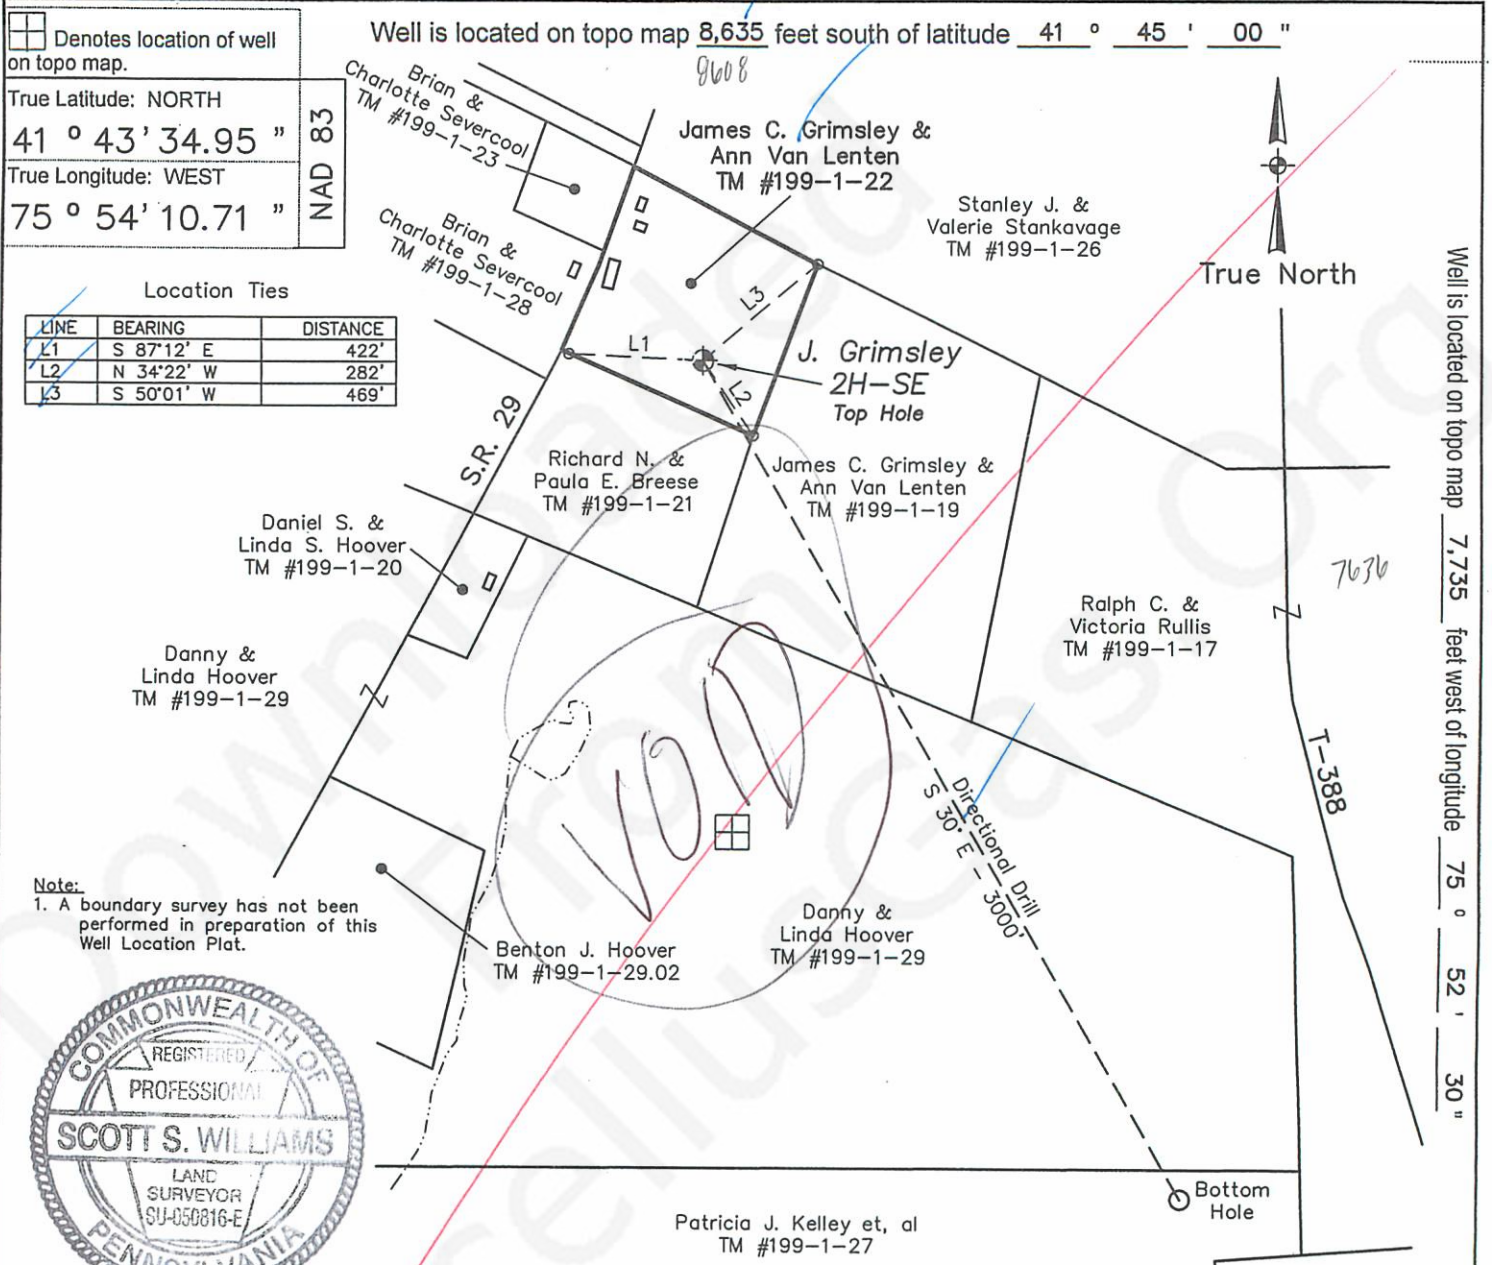 Denotes location of well
on topo map.
Well is located on topo map 8,635 feet south of latitude 41 ° 45 ' 00 "
8608
True Latitude: NORTH
41 ° 43' 34.95 "
True Longitude: WEST
75 ° 54' 10.71 "
NAD 83
Brian &
Charlotte Severcool
TM #199-1-23
James C. Grimsley &
Ann Van Lenten
TM #199-1-22
Stanley J. &
Valerie Stankavage
TM #199-1-26
True North
Brian &
Charlotte Severcool
TM #199-1-28
Location Ties
LINE BEARING DISTANCE
L1 S 87°12' E 422'
L2 N 34°22' W 282'
L3 S 50°01' W 469'
L3
L1
L2
J. Grimsley
2H-SE
Top Hole
S.R. 29
Richard N. &
Paula E. Breese
TM #199-1-21
James C. Grimsley &
Ann Van Lenten
TM #199-1-19
Daniel S. &
Linda S. Hoover
TM #199-1-20
Well is located on topo map 7,735 feet west of longitude 75 ° 52 ' 30 "
7636
Ralph C. &
Victoria Rullis
TM #199-1-17
Danny &
Linda Hoover
TM #199-1-29
Z
Z
VOID
T-388
Directional Drill
S 30° E - 3000'
Note:
1. A boundary survey has not been
performed in preparation of this
Well Location Plat.
Benton J. Hoover
TM #199-1-29.02
Danny &
Linda Hoover
TM #199-1-29
COMMONWEALTH OF
REGISTERED
PROFESSIONAL
SCOTT S. WILLIAMS
LAND
SURVEYOR
SU-050816-E
PENNSYLVANIA
Bottom
Hole
Patricia J. Kelley et, al
TM #199-1-27
Downloaded
From
cellusGas.Org